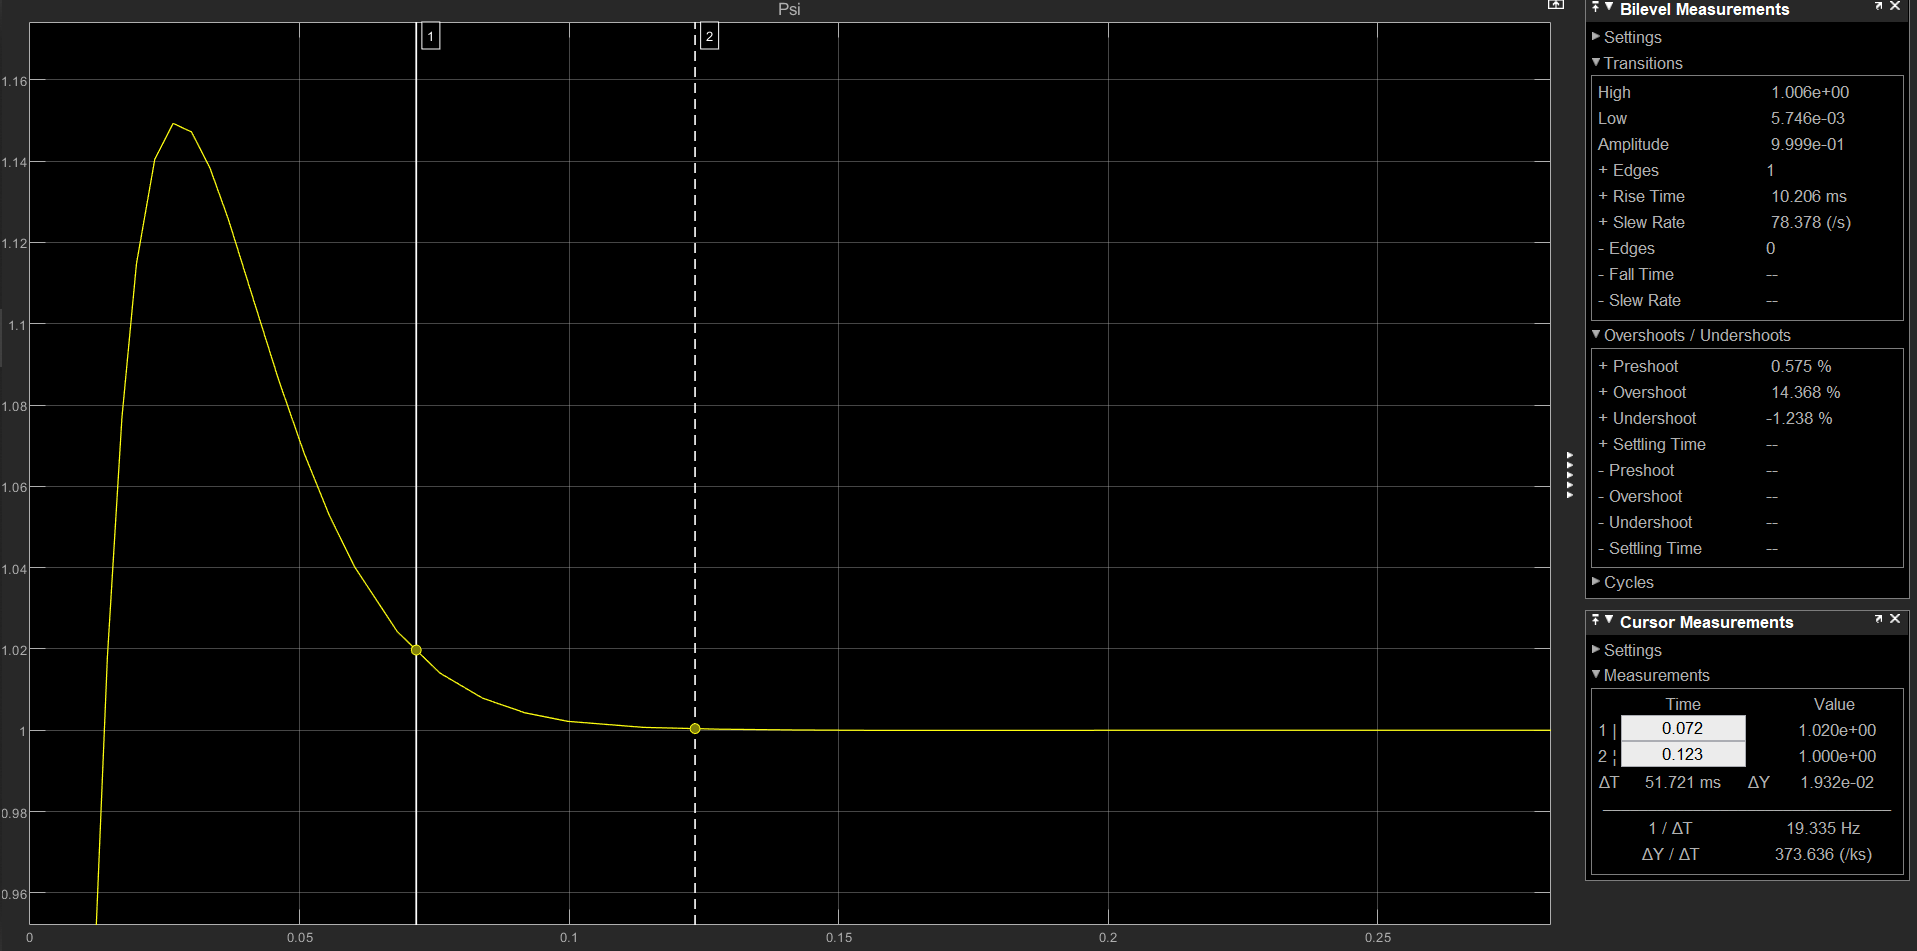 Psi
1
2
1.16
1.14
1.12
1.1
1.08
1.06
1.04
1.02
1
0.98
0.96
0
0.05
0.1
0.15
0.2
0.25
Bilevel Measurements
Settings
Transitions
High 1.006e+00
Low 5.746e-03
Amplitude 9.999e-01
+ Edges 1
+ Rise Time 10.206 ms
+ Slew Rate 78.378 (/s)
- Edges 0
- Fall Time --
- Slew Rate --
Overshoots / Undershoots
+ Preshoot 0.575 %
+ Overshoot 14.368 %
+ Undershoot -1.238 %
+ Settling Time --
- Preshoot --
- Overshoot --
- Undershoot --
- Settling Time --
Cycles
Cursor Measurements
Settings
Measurements
Time Value
1 | 0.072 1.020e+00
2 ¦ 0.123 1.000e+00
ΔT 51.721 ms ΔY 1.932e-02
1 / ΔT 19.335 Hz
ΔY / ΔT 373.636 (/ks)